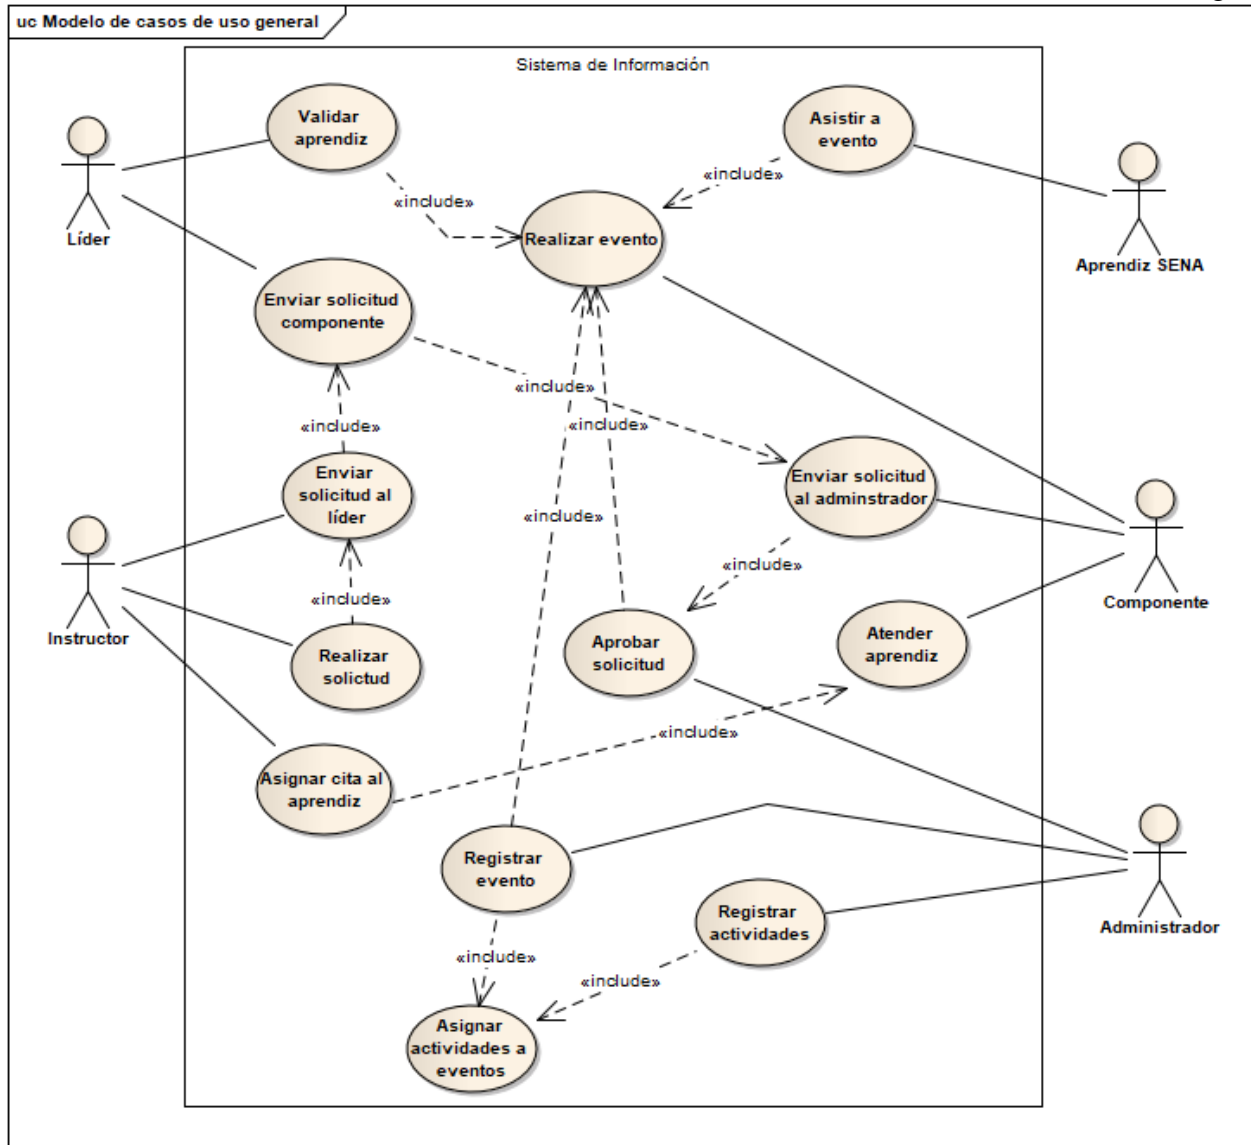 uc Modelo de casos de uso general
Sistema de Información
Validar
aprendiz
Asistir a
evento
«include»
«include»
Realizar evento
Líder
Aprendiz SENA
Enviar solicitud
componente
«include»
«include»
«include»
Enviar
solicitud al
líder
Enviar solicitud
al adminstrador
«include»
«include»
«include»
Instructor
Componente
Realizar
solictud
Aprobar
solicitud
Atender
aprendiz
«include»
Asignar cita al
aprendiz
Registrar
evento
Registrar
actividades
Administrador
«include»
«include»
Asignar
actividades a
eventos